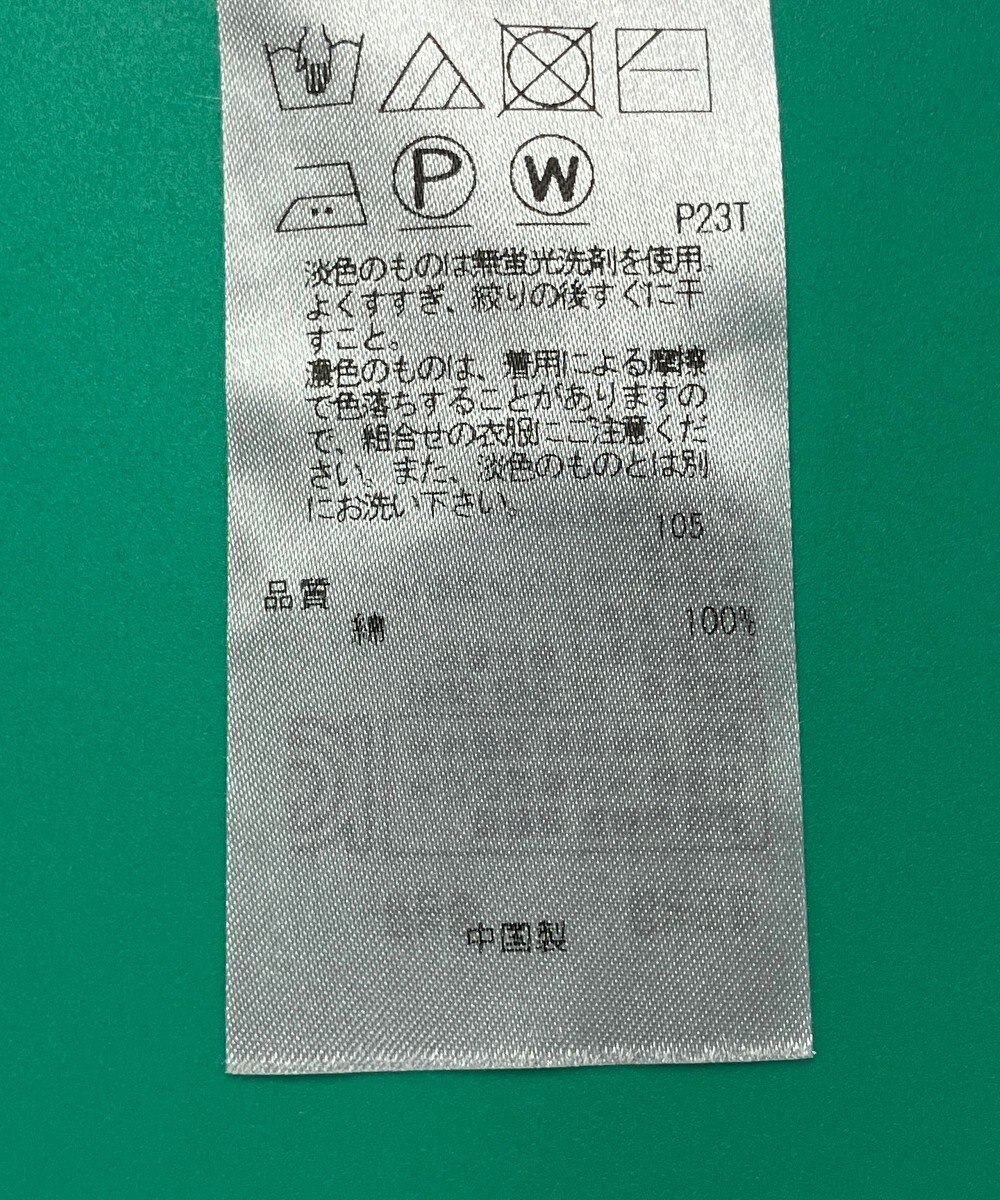 P
W
P23T
淡色のものは無蛍光洗剤を使用、
よくすすぎ、絞りの後すぐに干
すこと。
濃色のものは、着用による摩擦
で色落ちすることがありますの
で、組合せの衣服にご注意くだ
さい。また、淡色のものとは別
にお洗い下さい。
105
品質
綿 100%
中国製